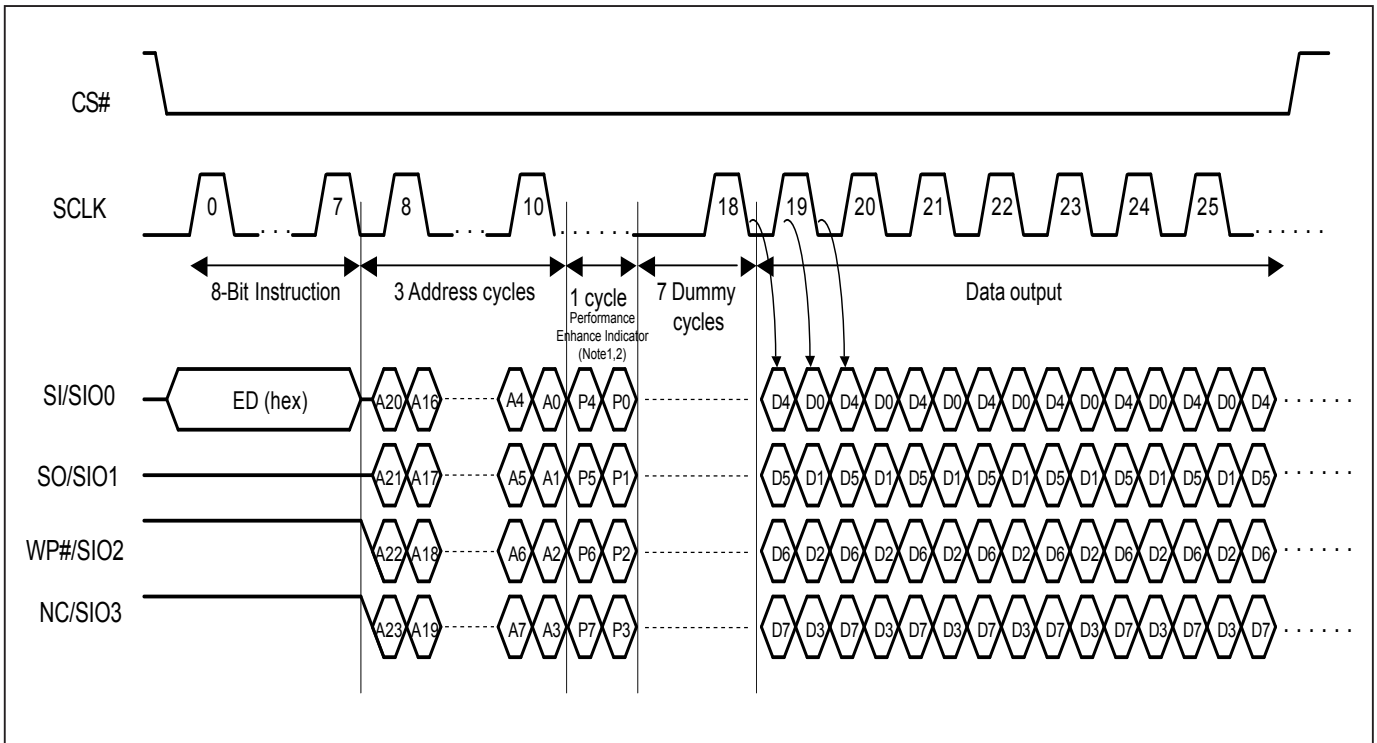 CS#
SCLK
0 ... 7 8 ... 10 ...... 18 19 20 21 22 23 24 25 ......
8-Bit Instruction
3 Address cycles
1 cycle
Performance
Enhance Indicator
(Note1,2)
7 Dummy
cycles
Data output
SI/SIO0
ED (hex)
A20 A16 A4 A0 P4 P0 D4 D0 D4 D0 D4 D0 D4 D0 D4 D0 D4 D0 D4 D0 D4 ......
SO/SIO1
A21 A17 A5 A1 P5 P1 D5 D1 D5 D1 D5 D1 D5 D1 D5 D1 D5 D1 D5 D1 D5 ......
WP#/SIO2
A22 A18 A6 A2 P6 P2 D6 D2 D6 D2 D6 D2 D6 D2 D6 D2 D6 D2 D6 D2 D6 ......
NC/SIO3
A23 A19 A7 A3 P7 P3 D7 D3 D7 D3 D7 D3 D7 D3 D7 D3 D7 D3 D7 D3 D7 ......